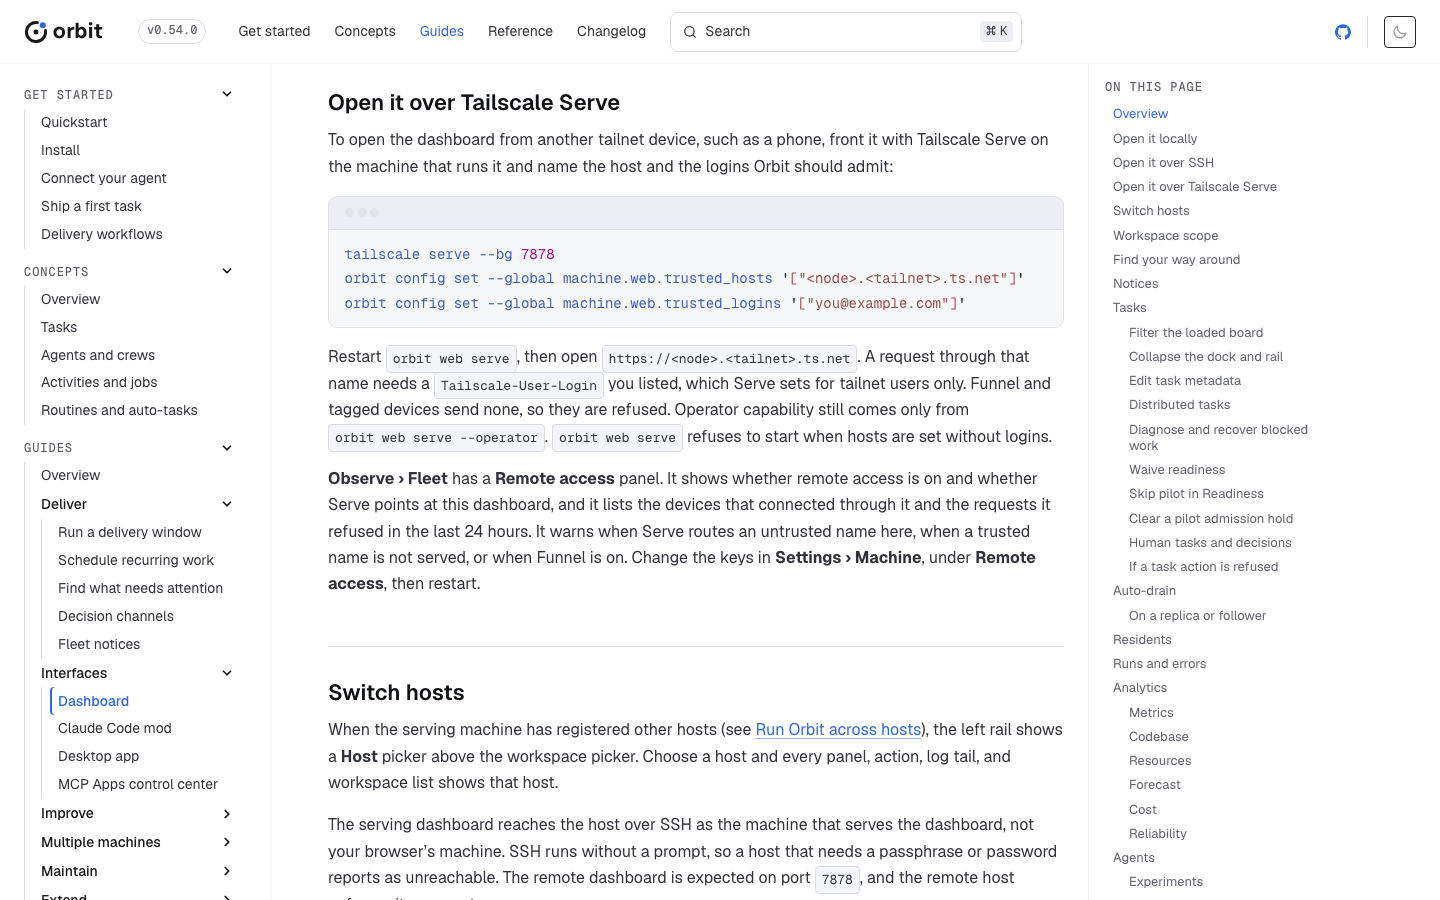 orbit
v0.54.0
Get started
Concepts
Guides
Reference
Changelog
Search
⌘ K
GET STARTED
Quickstart
Install
Connect your agent
Ship a first task
Delivery workflows
CONCEPTS
Overview
Tasks
Agents and crews
Activities and jobs
Routines and auto-tasks
GUIDES
Overview
Deliver
Run a delivery window
Schedule recurring work
Find what needs attention
Decision channels
Fleet notices
Interfaces
Dashboard
Claude Code mod
Desktop app
MCP Apps control center
Improve
Multiple machines
Maintain
Extend
Open it over Tailscale Serve
To open the dashboard from another tailnet device, such as a phone, front it with Tailscale Serve on
the machine that runs it and name the host and the logins Orbit should admit:
tailscale serve --bg 7878
orbit config set --global machine.web.trusted_hosts '["<node>.<tailnet>.ts.net"]'
orbit config set --global machine.web.trusted_logins '["you@example.com"]'
Restart orbit web serve, then open https://<node>.<tailnet>.ts.net. A request through that
name needs a Tailscale-User-Login you listed, which Serve sets for tailnet users only. Funnel and
tagged devices send none, so they are refused. Operator capability still comes only from
orbit web serve --operator. orbit web serve refuses to start when hosts are set without logins.
Observe › Fleet has a Remote access panel. It shows whether remote access is on and whether
Serve points at this dashboard, and it lists the devices that connected through it and the requests it
refused in the last 24 hours. It warns when Serve routes an untrusted name here, when a trusted
name is not served, or when Funnel is on. Change the keys in Settings › Machine, under Remote
access, then restart.
Switch hosts
When the serving machine has registered other hosts (see Run Orbit across hosts), the left rail shows
a Host picker above the workspace picker. Choose a host and every panel, action, log tail, and
workspace list shows that host.
The serving dashboard reaches the host over SSH as the machine that serves the dashboard, not
your browser's machine. SSH runs without a prompt, so a host that needs a passphrase or password
reports as unreachable. The remote dashboard is expected on port 7878, and the remote host
ON THIS PAGE
Overview
Open it locally
Open it over SSH
Open it over Tailscale Serve
Switch hosts
Workspace scope
Find your way around
Notices
Tasks
Filter the loaded board
Collapse the dock and rail
Edit task metadata
Distributed tasks
Diagnose and recover blocked
work
Waive readiness
Skip pilot in Readiness
Clear a pilot admission hold
Human tasks and decisions
If a task action is refused
Auto-drain
On a replica or follower
Residents
Runs and errors
Analytics
Metrics
Codebase
Resources
Forecast
Cost
Reliability
Agents
Experiments